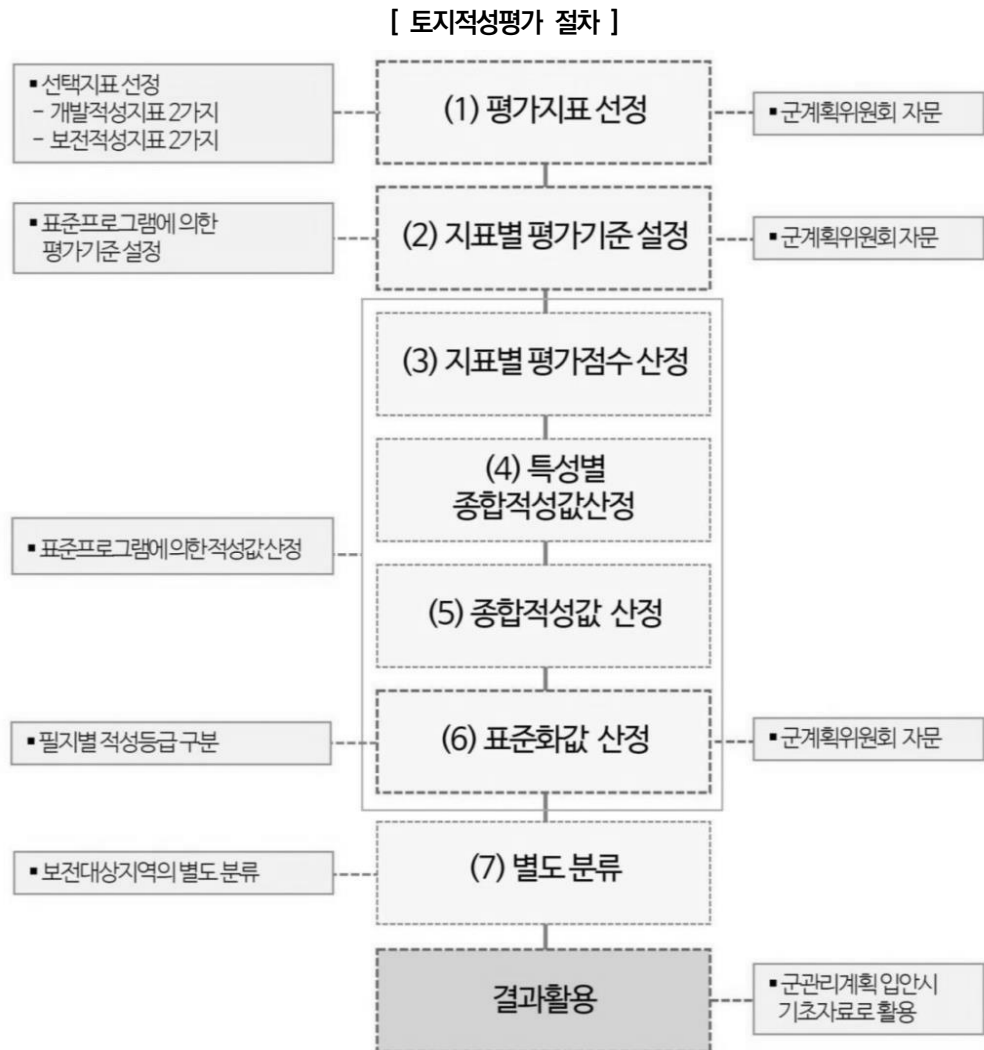 [ 토지적성평가 절차 ]
▪ 선택지표 선정
- 개발적성지표 2가지
- 보전적성지표 2가지
(1) 평가지표 선정
▪ 군계획위원회 자문
▪ 표준프로그램에 의한
평가기준 설정
(2) 지표별 평가기준 설정
▪ 군계획위원회 자문
(3) 지표별 평가점수 산정
(4) 특성별
종합적성값산정
▪ 표준프로그램에 의한 적성값 산정
(5) 종합적성값 산정
▪ 필지별 적성등급 구분
(6) 표준화값 산정
▪ 군계획위원회 자문
▪ 보전대상지역의 별도 분류
(7) 별도 분류
결과활용
▪ 군관리계획 입안시
기초자료로 활용